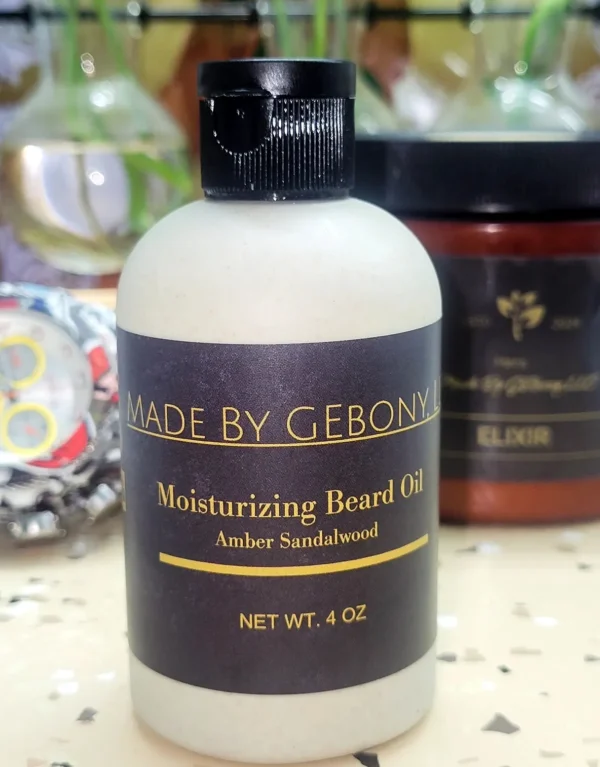 MADE BY GEBONY, L
Moisturizing Beard Oil
Amber Sandalwood
NET WT. 4 OZ
ELIXIR